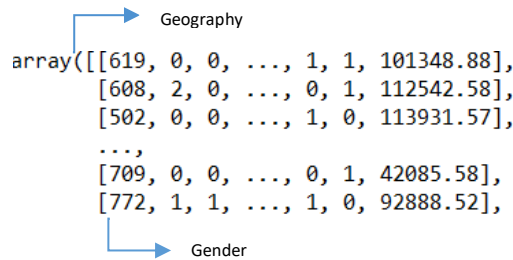 Geography
array([[619, 0, 0, ..., 1, 1, 101348.88],
[608, 2, 0, ..., 0, 1, 112542.58],
[502, 0, 0, ..., 1, 0, 113931.57],
...,
[709, 0, 0, ..., 0, 1, 42085.58],
[772, 1, 1, ..., 1, 0, 92888.52],
Gender